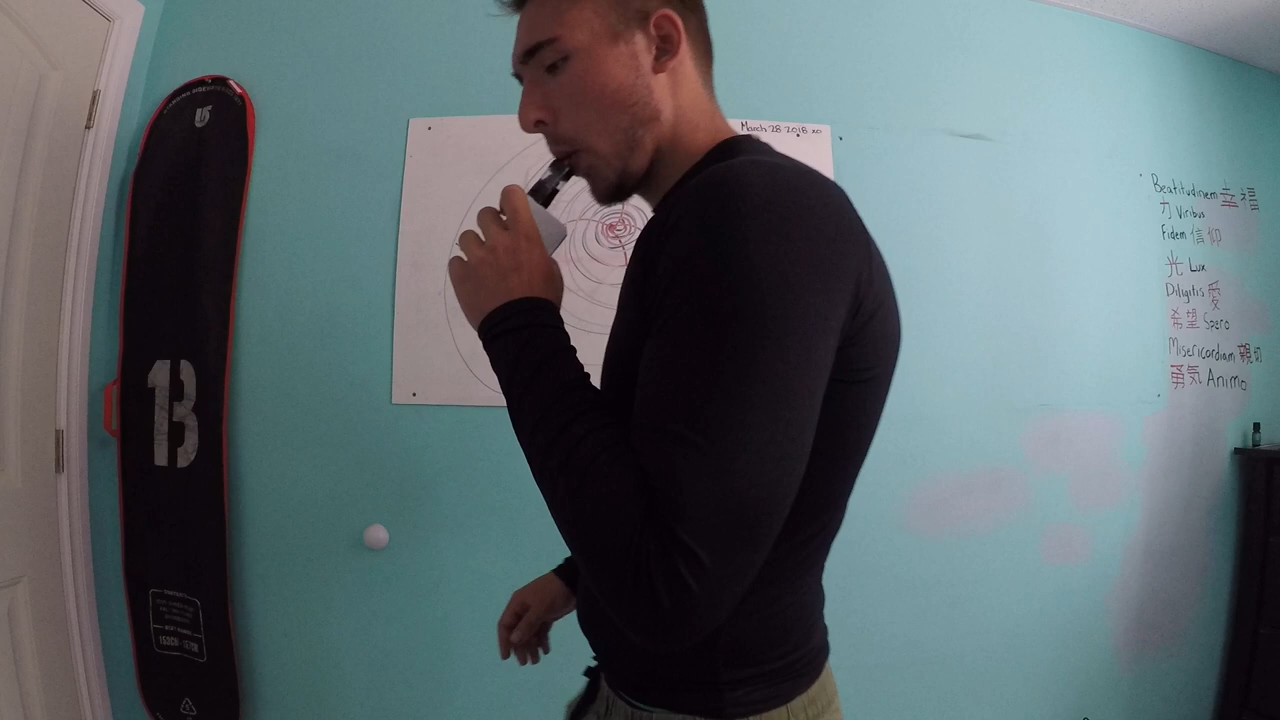 March 28 2018 xo
Beatitudinem 幸福
力 Viribus
Fidem 信仰
光 Lux
Diligitis 愛
希望 Spero
Misericordiam 親切
勇気 Animo
13